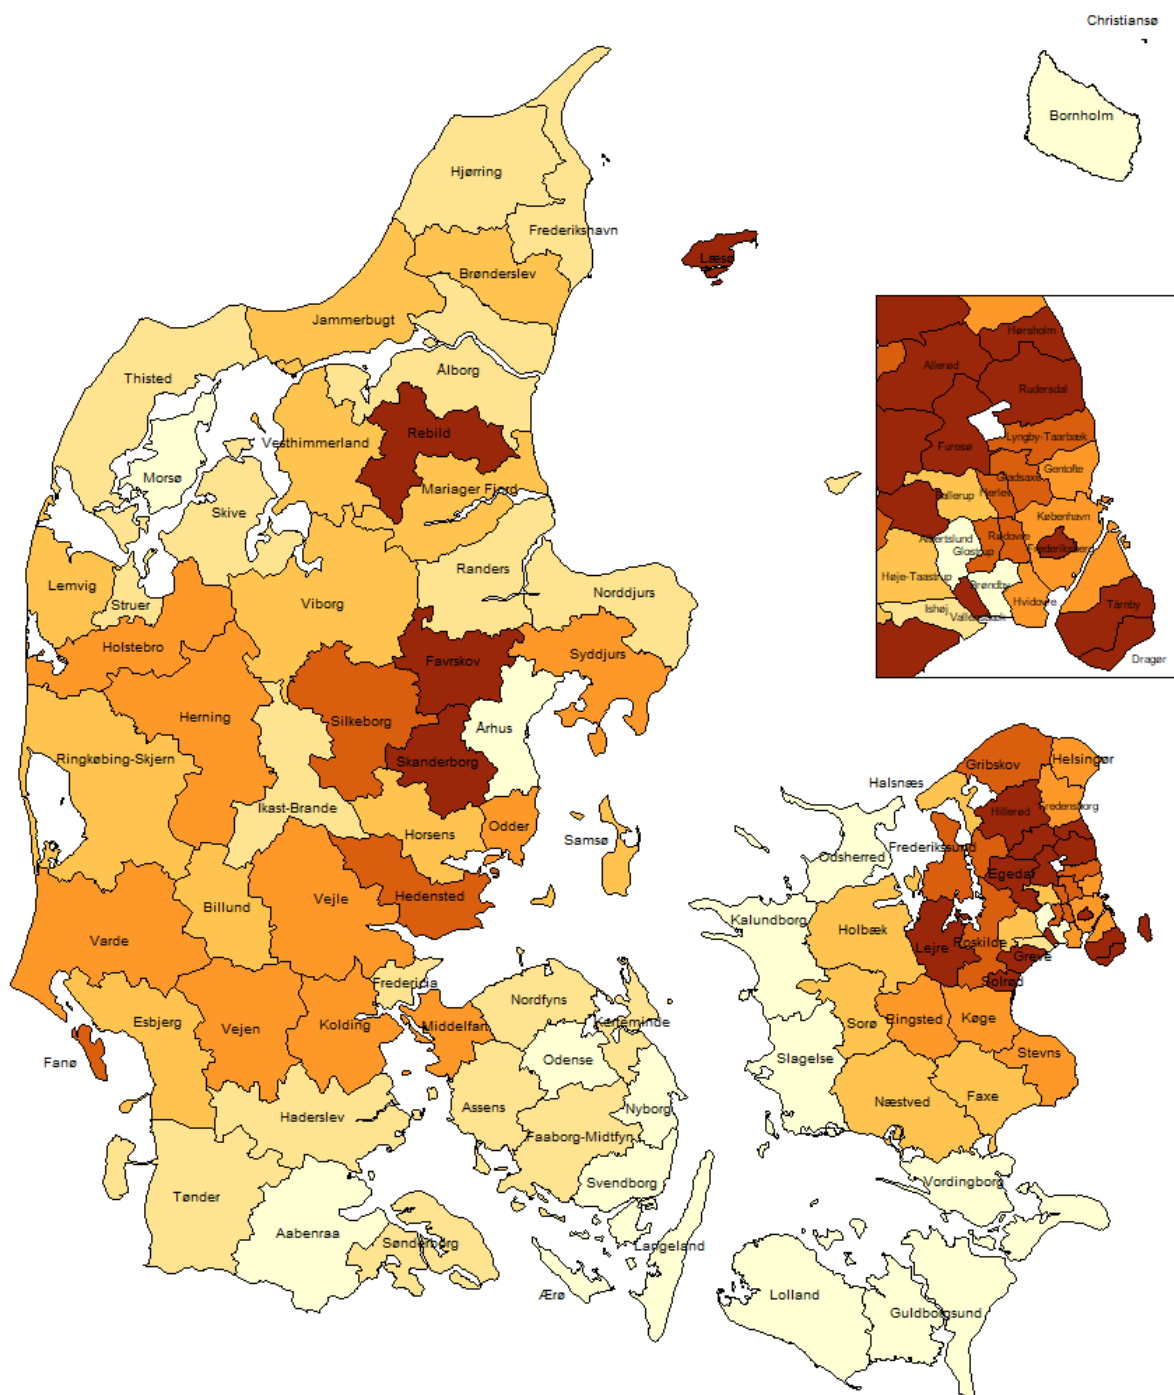 Christiansø
Bornholm
Hjørring
Frederikshavn
Læsø
Brønderslev
Jammerbugt
Ålborg
Thisted
Rebild
Vesthimmerland
Morsø
Mariager Fjord
Skive
Randers
Lemvig
Struer
Viborg
Norddjurs
Holstebro
Favrskov
Syddjurs
Herning
Silkeborg
Århus
Ringkøbing-Skjern
Skanderborg
Ikast-Brande
Horsens
Odder
Samsø
Billund
Vejle
Hedensted
Varde
Fredericia
Esbjerg
Vejen
Kolding
Middelfart
Nordfyns
Kerteminde
Fanø
Odense
Haderslev
Assens
Nyborg
Faaborg-Midtfyn
Svendborg
Tønder
Aabenraa
Sønderborg
Langeland
Ærø
Hørsholm
Allerød
Rudersdal
Lyngby-Taarbæk
Furesø
Gentofte
Gladsaxe
Ballerup
Herlev
København
Albertslund
Rødovre
Frederiksberg
Glostrup
Høje-Taastrup
Brøndby
Hvidovre
Ishøj
Vallensbæk
Tårnby
Dragør
Helsingør
Gribskov
Halsnæs
Hillerød
Fredensborg
Frederikssund
Odsherred
Egedal
Kalundborg
Holbæk
Lejre
Roskilde
Greve
Solrød
Sorø
Ringsted
Køge
Stevns
Slagelse
Næstved
Faxe
Vordingborg
Lolland
Guldborgsund